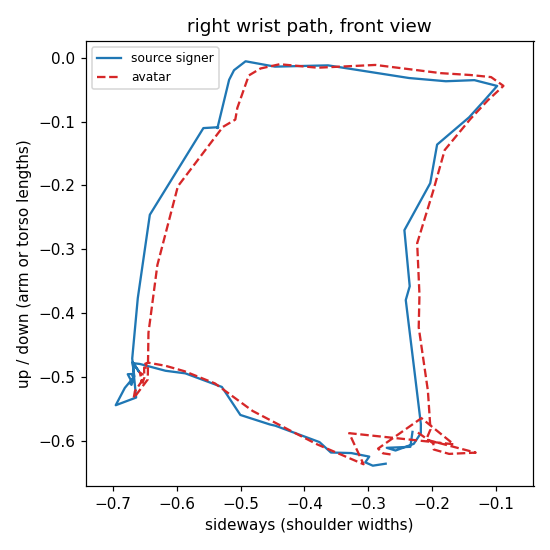 right wrist path, front view
source signer
avatar
up / down (arm or torso lengths)
0.0
−0.1
−0.2
−0.3
−0.4
−0.5
−0.6
−0.7
−0.6
−0.5
−0.4
−0.3
−0.2
−0.1
sideways (shoulder widths)